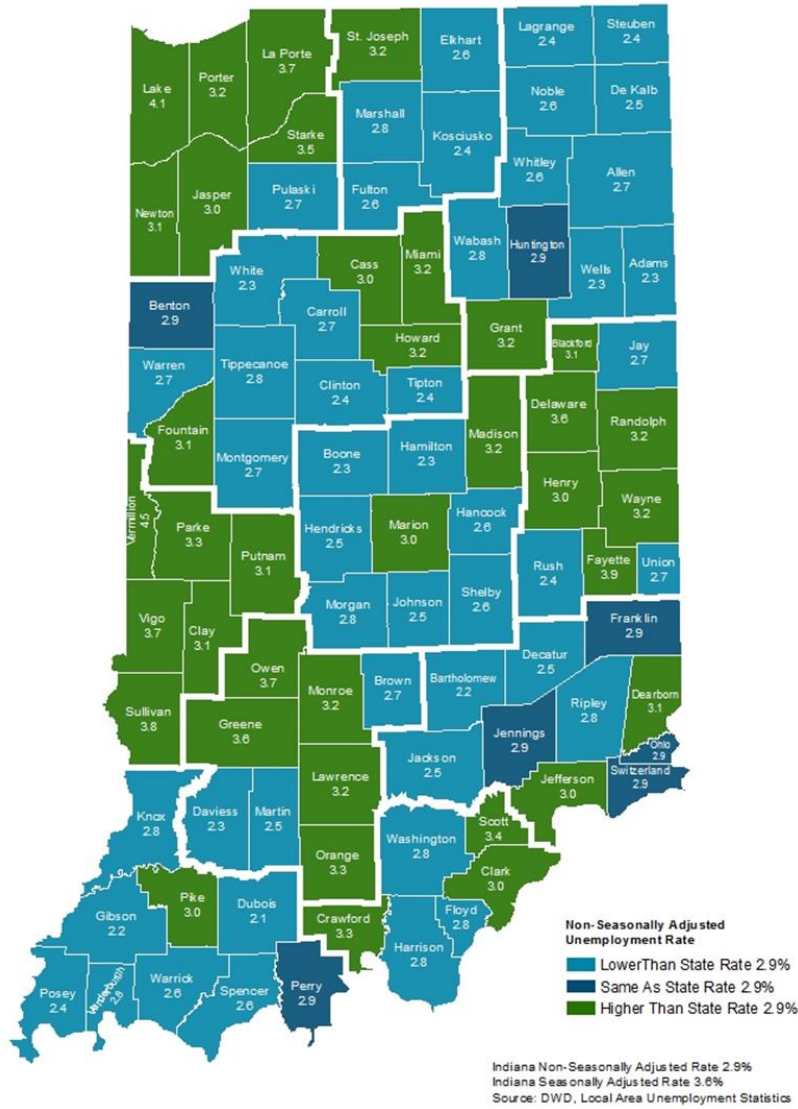 St. Joseph
3.2
Elkhart
2.6
Lagrange
2.4
Steuben
2.4
Lake
4.1
Porter
3.2
La Porte
3.7
Noble
2.6
De Kalb
2.5
Marshall
2.8
Kosciusko
2.4
Starke
3.5
Whitley
2.6
Allen
2.7
Newton
3.1
Jasper
3.0
Pulaski
2.7
Fulton
2.6
Wabash
2.8
Huntington
2.9
Wells
2.3
Adams
2.3
White
2.3
Cass
3.0
Miami
3.2
Benton
2.9
Carroll
2.7
Howard
3.2
Grant
3.2
Blackford
3.1
Jay
2.7
Warren
2.7
Tippecanoe
2.8
Clinton
2.4
Tipton
2.4
Delaware
3.6
Randolph
3.2
Fountain
3.1
Montgomery
2.7
Boone
2.3
Hamilton
2.3
Madison
3.2
Henry
3.0
Wayne
3.2
Vermillion
4.5
Parke
3.3
Putnam
3.1
Hendricks
2.5
Marion
3.0
Hancock
2.6
Rush
2.4
Fayette
3.9
Union
2.7
Vigo
3.7
Clay
3.1
Morgan
2.8
Johnson
2.5
Shelby
2.6
Franklin
2.9
Owen
3.7
Monroe
3.2
Brown
2.7
Bartholomew
2.2
Decatur
2.5
Sullivan
3.8
Greene
3.6
Ripley
2.8
Dearborn
3.1
Jennings
2.9
Ohio
2.9
Switzerland
2.9
Jackson
2.5
Jefferson
3.0
Lawrence
3.2
Knox
2.8
Daviess
2.3
Martin
2.5
Washington
2.8
Scott
3.4
Orange
3.3
Clark
3.0
Gibson
2.2
Pike
3.0
Dubois
2.1
Crawford
3.3
Floyd
2.8
Harrison
2.8
Posey
2.4
Vanderburgh
2.8
Warrick
2.6
Spencer
2.6
Perry
2.9
Non-Seasonally Adjusted
Unemployment Rate
LowerThan State Rate 2.9%
Same As State Rate 2.9%
Higher Than State Rate 2.9%
Indiana Non-Seasonally Adjusted Rate 2.9%
Indiana Seasonally Adjusted Rate 3.6%
Source: DWD, Local Area Unemployment Statistics